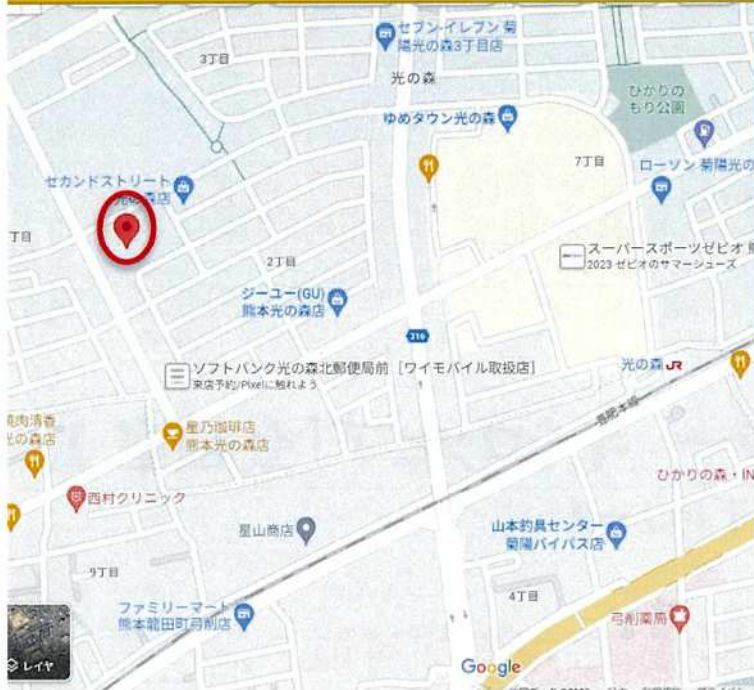 セブン-イレブン 菊
陽光の森3丁目店
3丁目
光の森
ひかりの
もり公園
ゆめタウン光の森
7丁目
ローソン 菊陽光の
セカンドストリート
光の森店
丁目
スーパースポーツゼビオ
2023 ゼビオのサマーシューズ
2丁目
ジーユー(GU)
熊本光の森店
316
ソフトバンク光の森北郵便局前 [ワイモバイル取扱店]
来店予約/Pixelに触れよう
光の森 JR
豊肥本線
焼肉清香
光の森店
星乃珈琲店
熊本光の森店
ひかりの森・IN
西村クリニック
星山商店
山本釣具センター
菊陽バイパス店
9丁目
4丁目
ファミリーマート
熊本龍田町弓削店
弓削薬局
レイヤ
Google